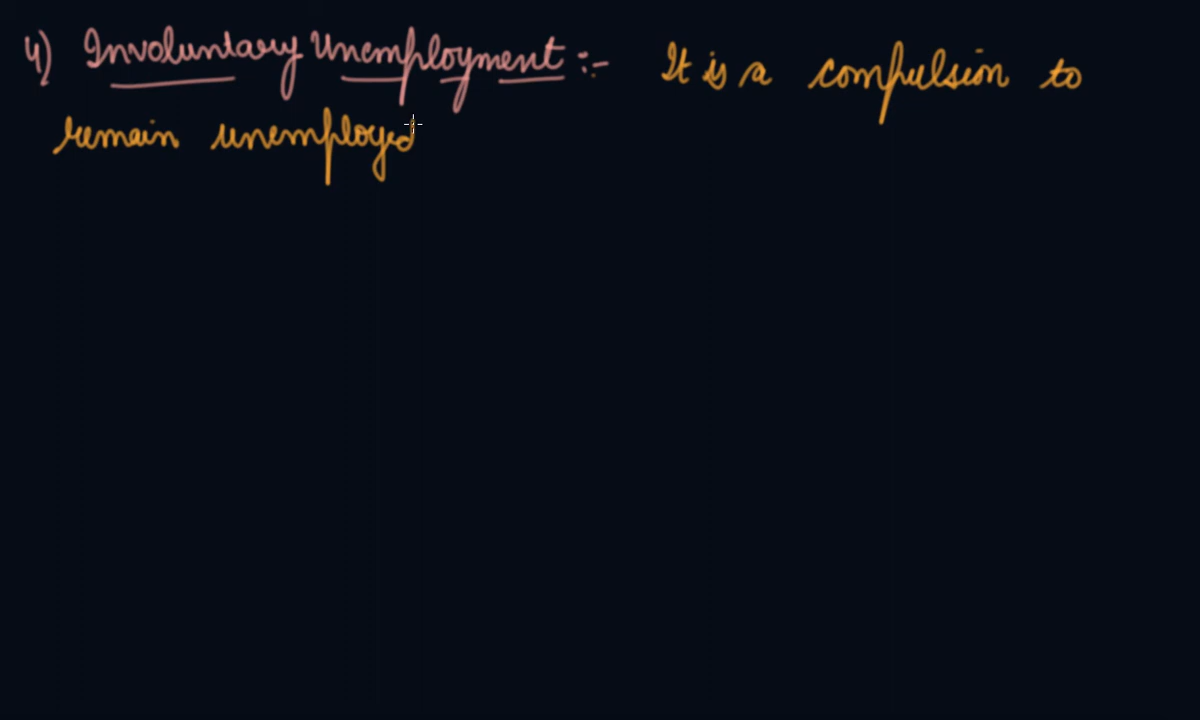 4) Involuntary Unemployment :- It is a compulsion to
remain unemployed